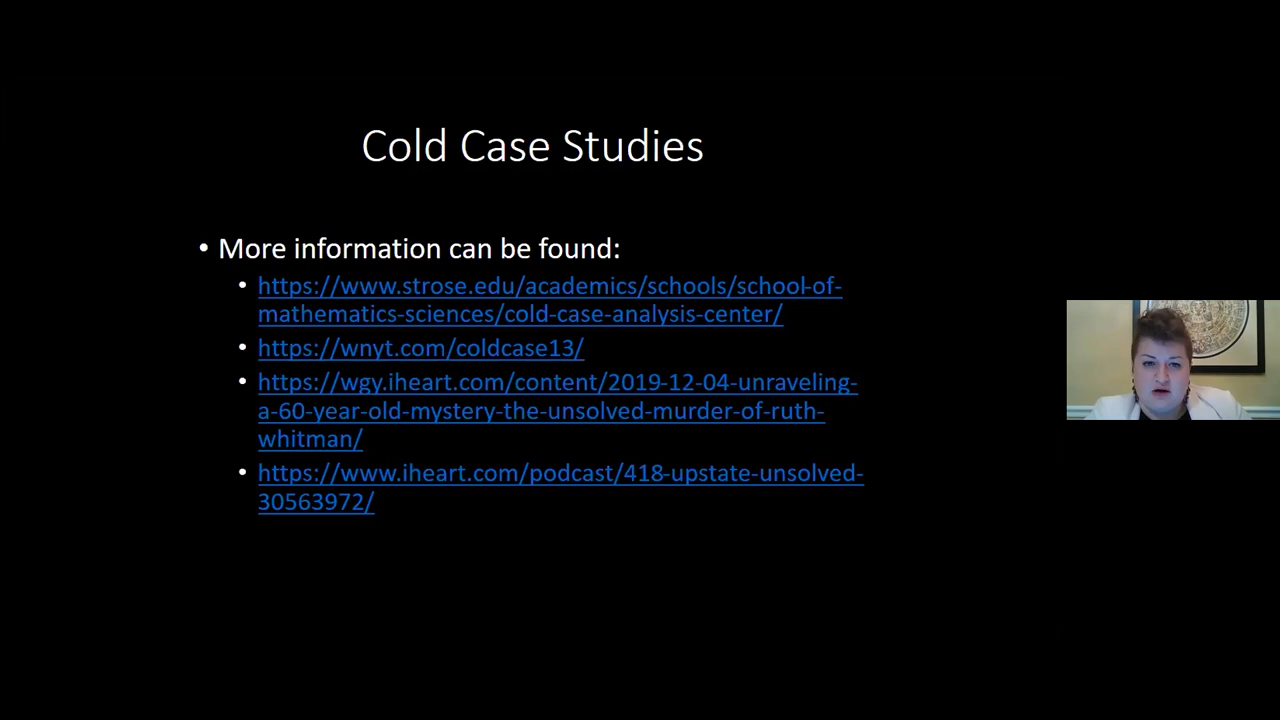 Cold Case Studies
• More information can be found:
• https://www.strose.edu/academics/schools/school-of-
mathematics-sciences/cold-case-analysis-center/
• https://wnyt.com/coldcase13/
• https://wgy.iheart.com/content/2019-12-04-unraveling-
a-60-year-old-mystery-the-unsolved-murder-of-ruth-
whitman/
• https://www.iheart.com/podcast/418-upstate-unsolved-
30563972/